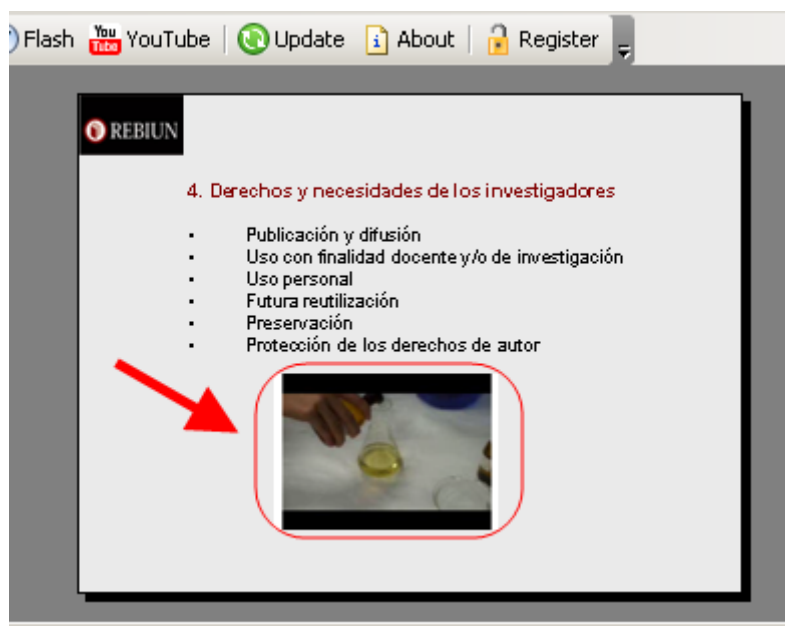 Flash YouTube Update About Register
REBIUN
4. Derechos y necesidades de los investigadores
· Publicación y difusión
· Uso con finalidad docente y/o de investigación
· Uso personal
· Futura reutilización
· Preservación
· Protección de los derechos de autor